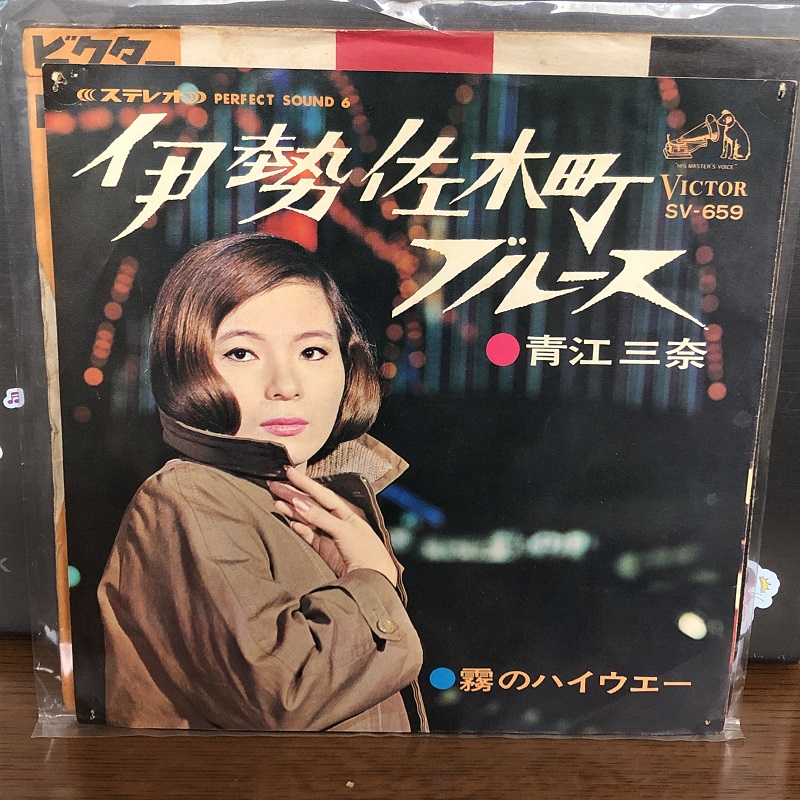 ビクター
ステレオ PERFECT SOUND 6
伊勢佐木町
ブルース
"HIS MASTER'S VOICE"
VICTOR
SV-659
青江三奈
霧のハイウエー